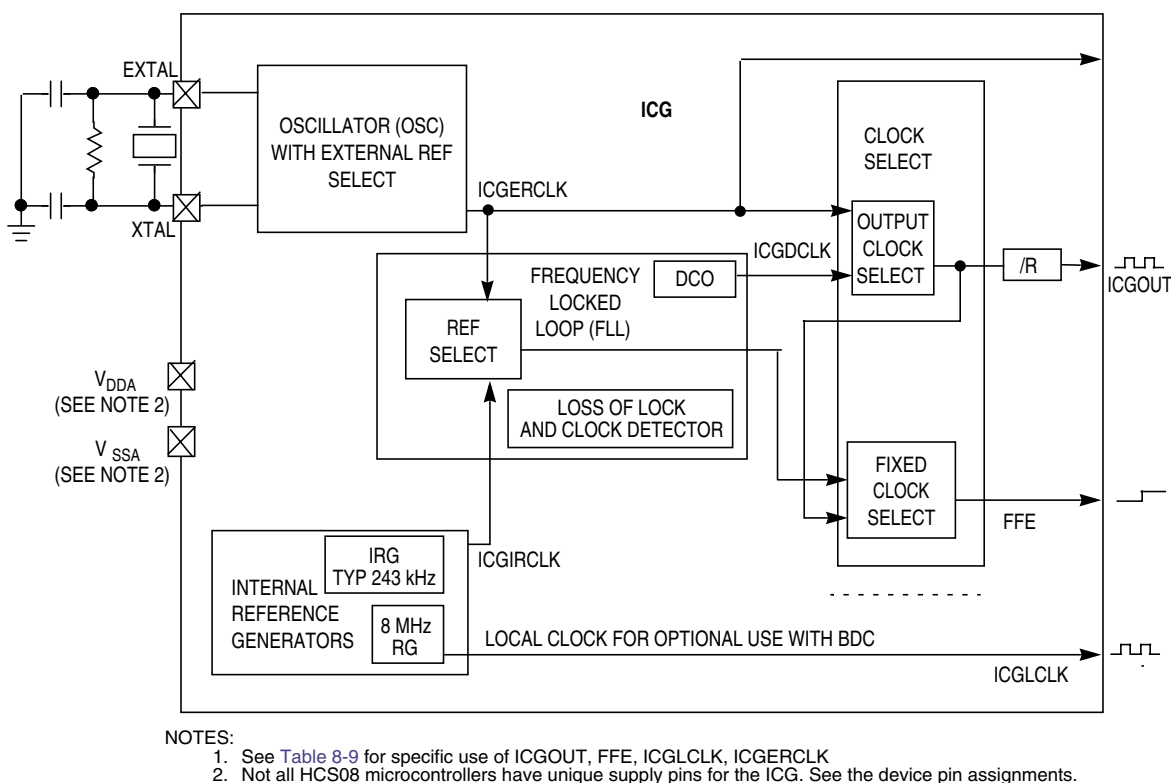 EXTAL
ICG
OSCILLATOR (OSC)
WITH EXTERNAL REF
SELECT
CLOCK
SELECT
ICGERCLK
XTAL
OUTPUT
CLOCK
SELECT
ICGDCLK
/R
ICGOUT
FREQUENCY
LOCKED
LOOP (FLL)
DCO
REF
SELECT
VDDA
(SEE NOTE 2)
LOSS OF LOCK
AND CLOCK DETECTOR
V SSA
(SEE NOTE 2)
FIXED
CLOCK
SELECT
FFE
ICGIRCLK
IRG
TYP 243 kHz
INTERNAL
REFERENCE
GENERATORS
8 MHz
RG
LOCAL CLOCK FOR OPTIONAL USE WITH BDC
ICGLCLK
NOTES:
1. See Table 8-9 for specific use of ICGOUT, FFE, ICGLCLK, ICGERCLK
2. Not all HCS08 microcontrollers have unique supply pins for the ICG. See the device pin assignments.